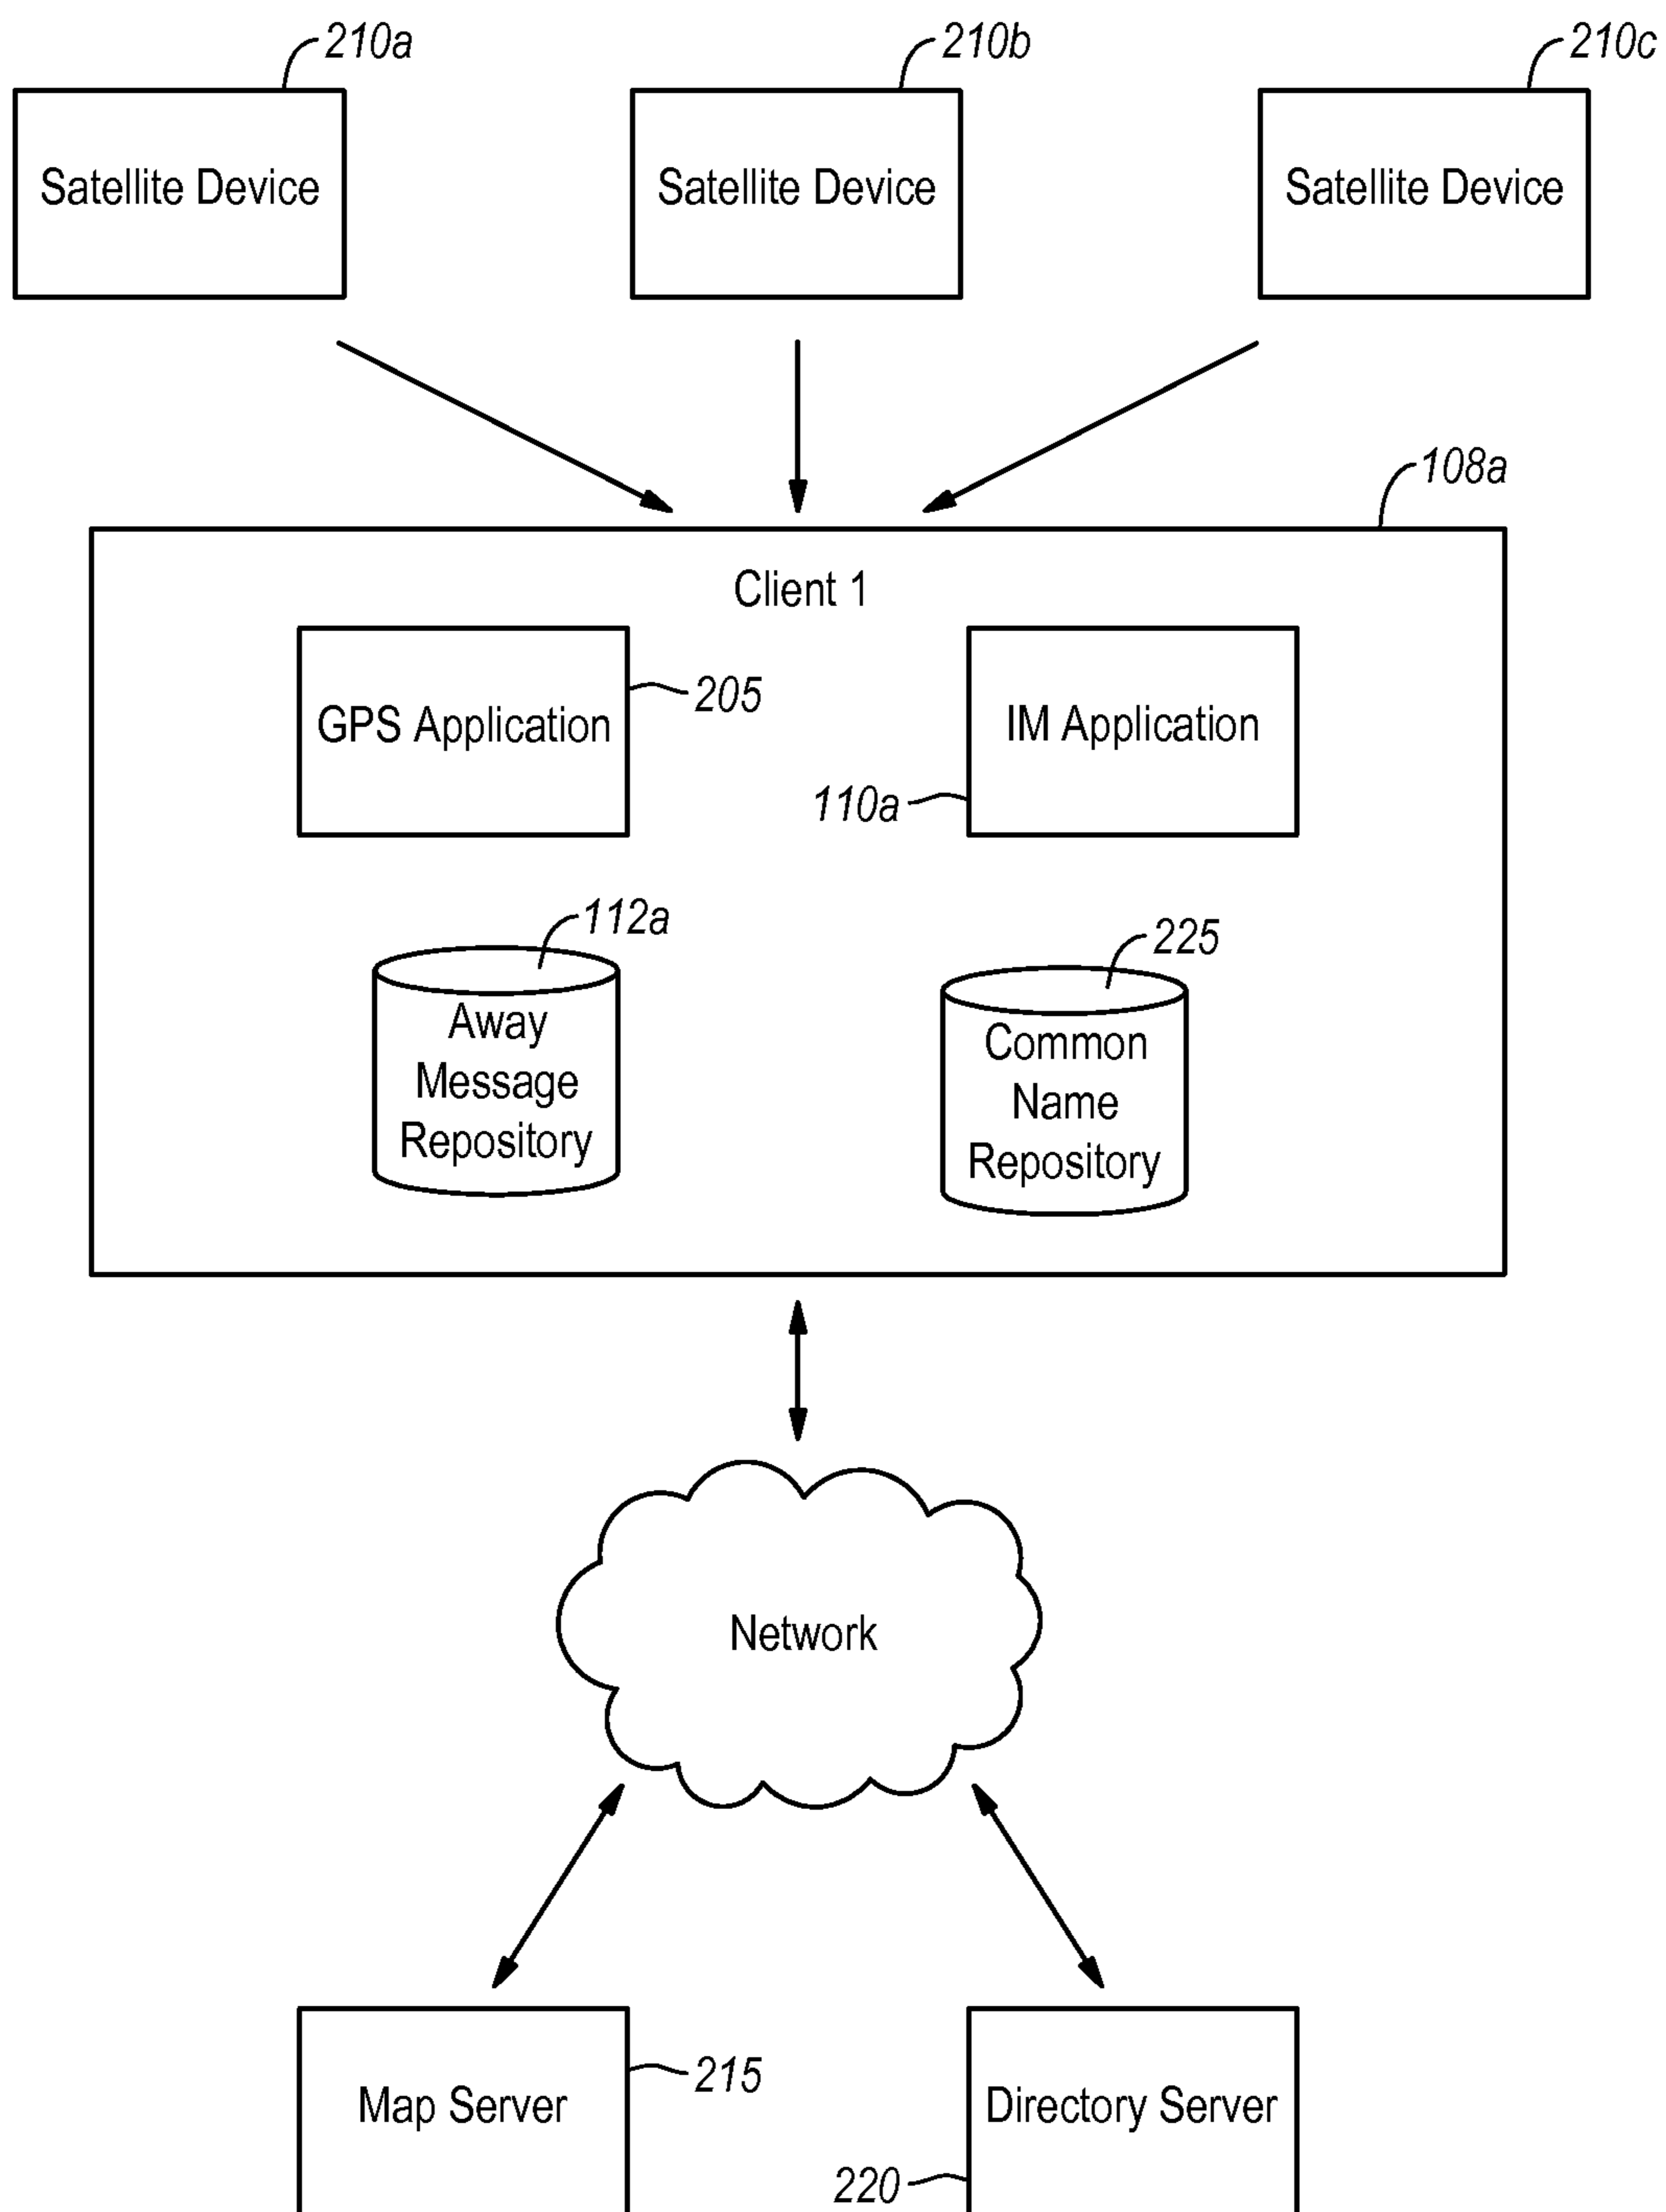 210a
210b
210c
Satellite Device
Satellite Device
Satellite Device
108a
Client 1
GPS Application
205
IM Application
110a
112a
Away
Message
Repository
225
Common
Name
Repository
Network
Map Server
215
Directory Server
220